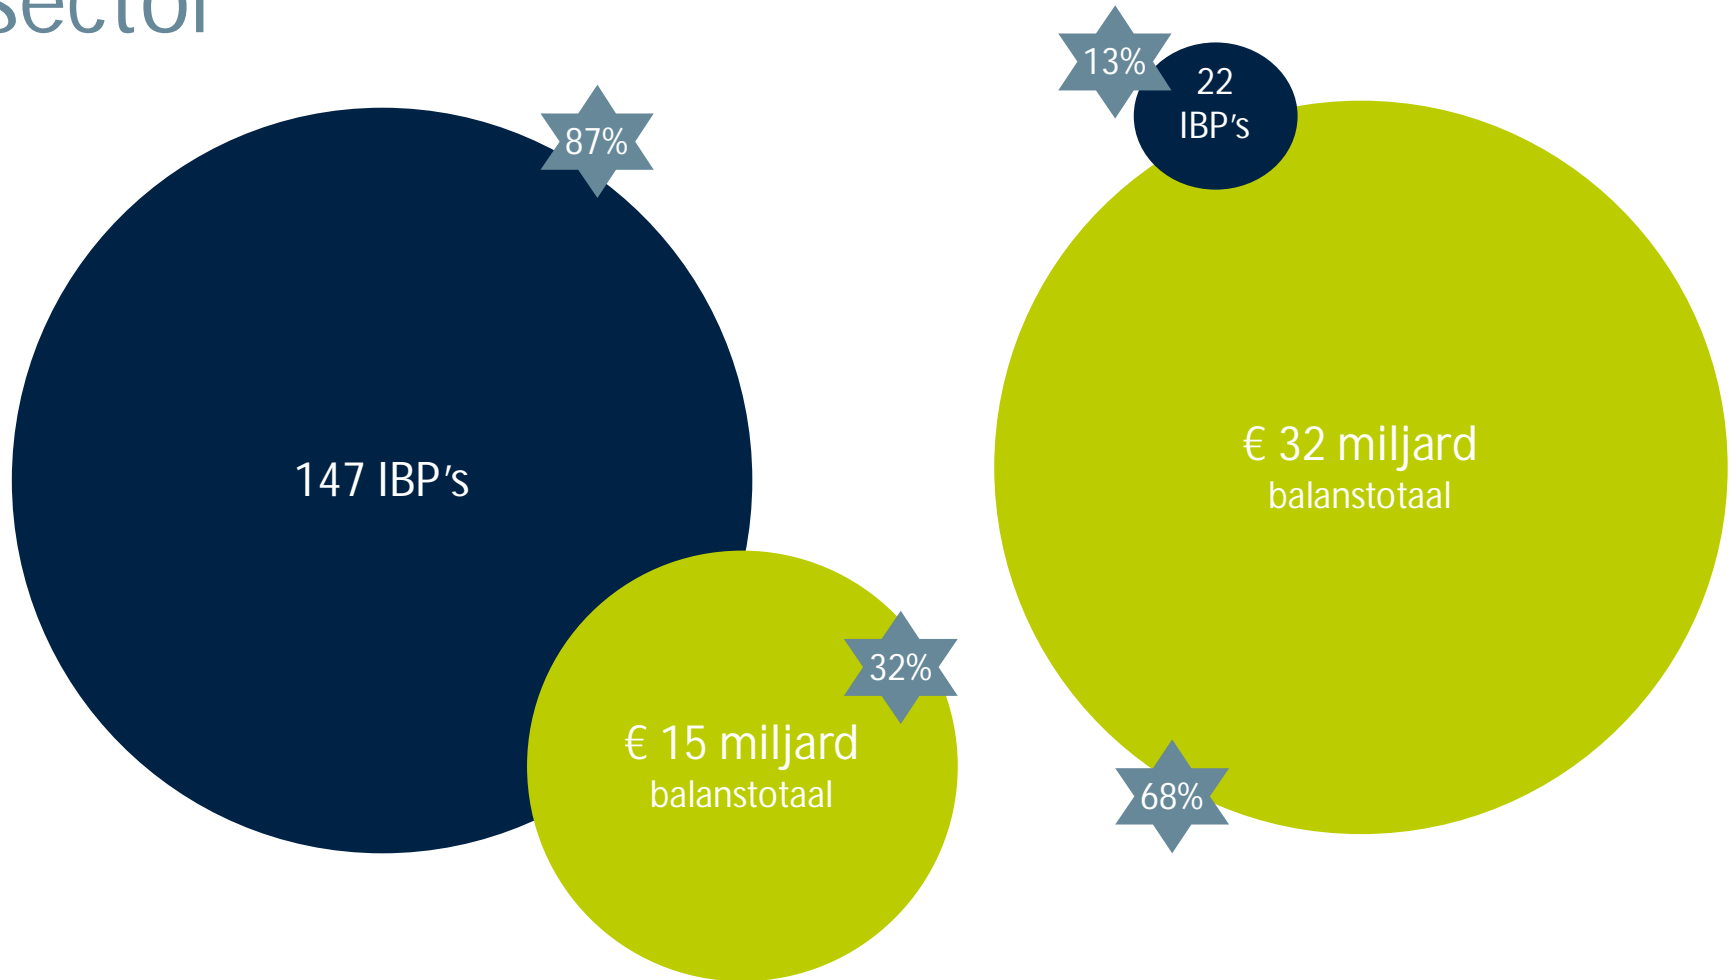 sector
87%
147 IBP's
32%
€ 15 miljard
balanstotaal
13%
22
IBP's
€ 32 miljard
balanstotaal
68%